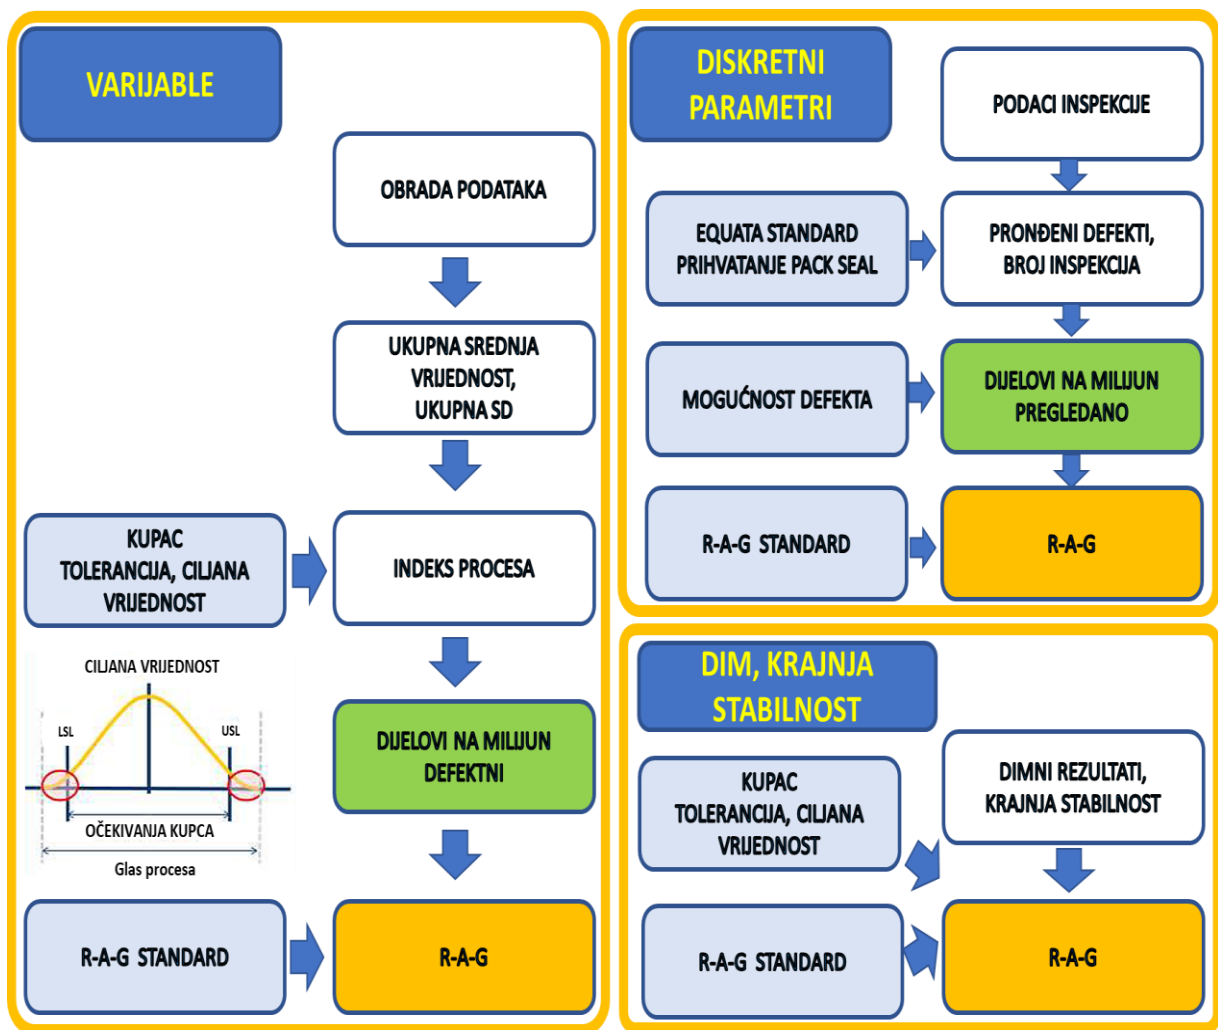 VARIJABLE
OBRADA PODATAKA
UKUPNA SREDNJA
VRIJEDNOST,
UKUPNA SD
KUPAC
TOLERANCIJA, CILJANA
VRIJEDNOST
INDEKS PROCESA
CILJANA VRIJEDNOST
LSL
USL
OČEKIVANJA KUPCA
Glas procesa
DIJELOVI NA MILIJUN
DEFEKTNI
R-A-G STANDARD
R-A-G
DISKRETNI
PARAMETRI
PODACI INSPEKCIJE
EQUATA STANDARD
PRIHVATANJE PACK SEAL
PRONĐENI DEFEKTI,
BROJ INSPEKCIJA
MOGUĆNOST DEFEKTA
DIJELOVI NA MILIJUN
PREGLEDANO
R-A-G STANDARD
R-A-G
DIM, KRAJNJA
STABILNOST
KUPAC
TOLERANCIJA, CILJANA
VRIJEDNOST
DIMNI REZULTATI,
KRAJNJA STABILNOST
R-A-G STANDARD
R-A-G